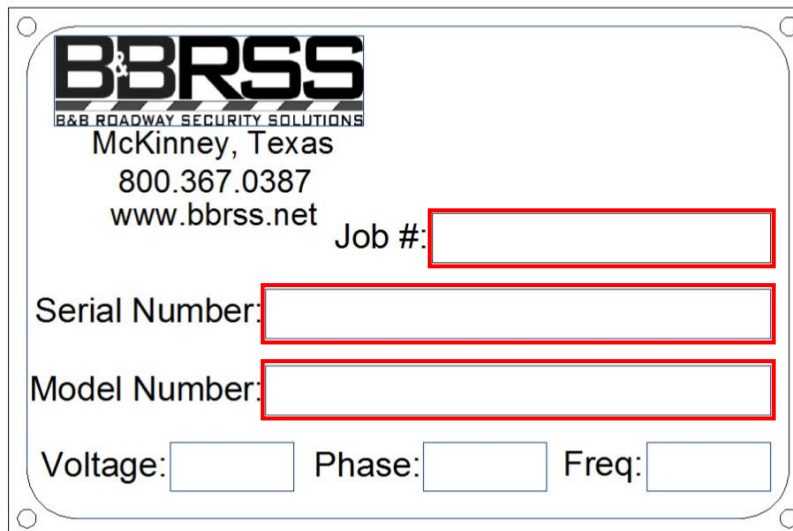 B&BRSS
B&B ROADWAY SECURITY SOLUTIONS
McKinney, Texas
800.367.0387
www.bbrss.net
Job #:
Serial Number:
Model Number:
Voltage: Phase: Freq: